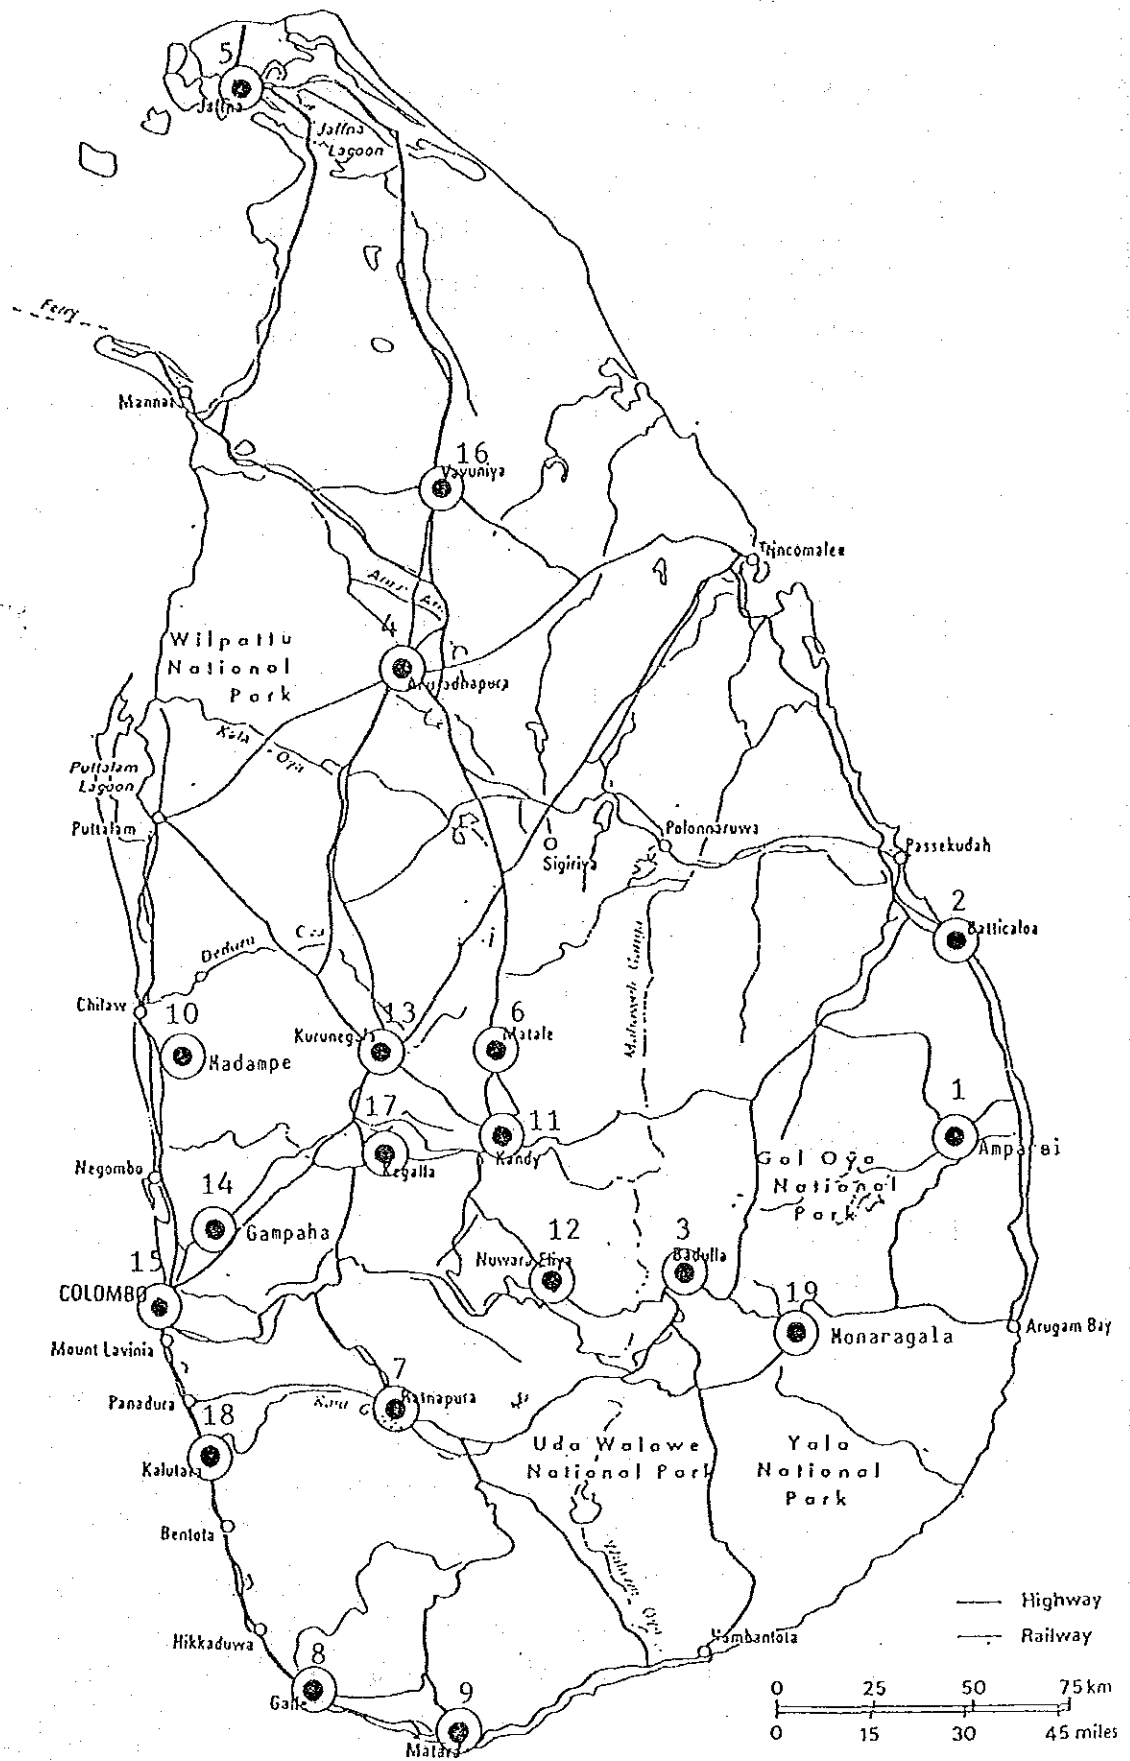 5
Jaffna
Jaffna
Lagoon
Ferry
Mannar
16
Vavuniya
Trincomalee
4
Anuradhapura
Wilpattu
National
Park
Kala
Oya
Puttalam
Lagoon
Puttalam
Polonnaruwa
Sigiriya
Passekudah
2
Batticaloa
Deduru
Oya
Chilaw
10
Madampe
13
Kurunegala
6
Matale
Mahaweli Ganga
1
Amparai
17
Kegalla
11
Kandy
Gal Oya
National
Park
Negombo
14
Gampaha
15
COLOMBO
12
Nuwara Eliya
3
Badulla
19
Monaragala
Arugam Bay
Mount Lavinia
7
Ratnapura
Panadura
18
Kalutara
Uda Walawe
National Park
Yala
National
Park
Bentota
Hikkaduwa
8
Galle
9
Matara
Hambantota
Highway
Railway
0 25 50 75 km
0 15 30 45 miles